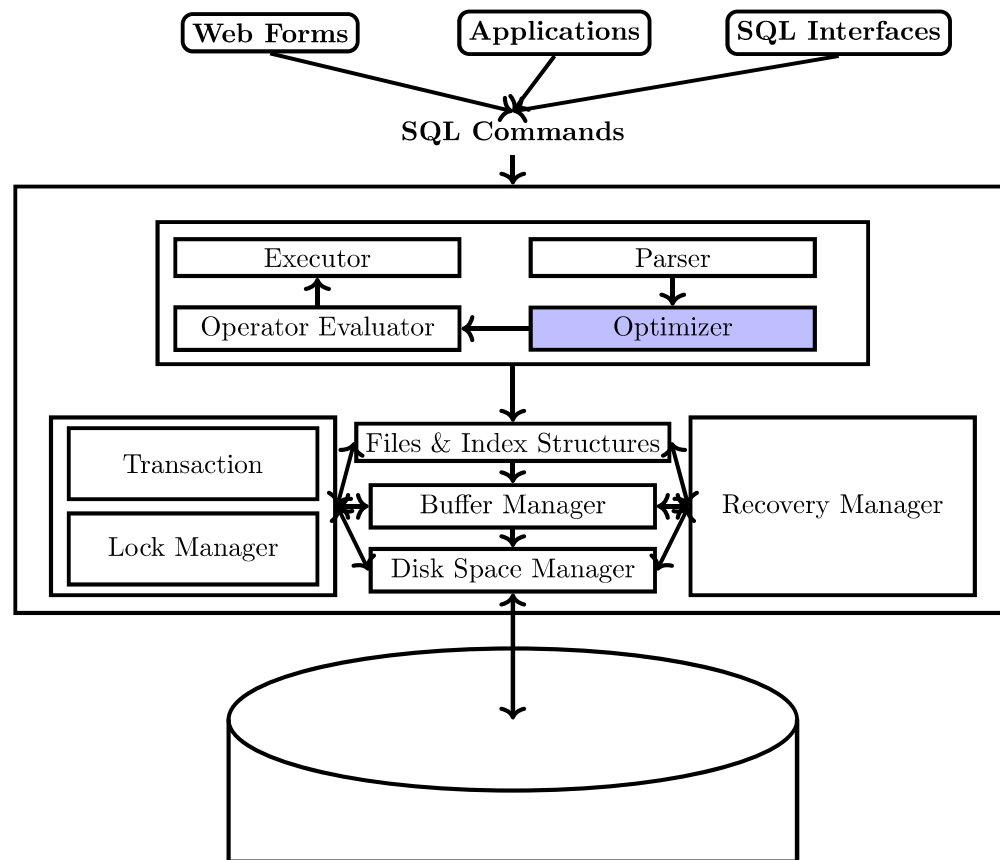 Web Forms
Applications
SQL Interfaces
SQL Commands
Executor
Parser
Operator Evaluator
Optimizer
Files & Index Structures
Transaction
Buffer Manager
Recovery Manager
Lock Manager
Disk Space Manager